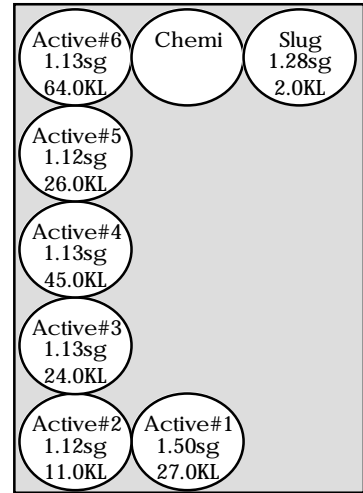 Active#6
1.13sg
64.0KL
Chemi
Slug
1.28sg
2.0KL
Active#5
1.12sg
26.0KL
Active#4
1.13sg
45.0KL
Active#3
1.13sg
24.0KL
Active#2
1.12sg
11.0KL
Active#1
1.50sg
27.0KL